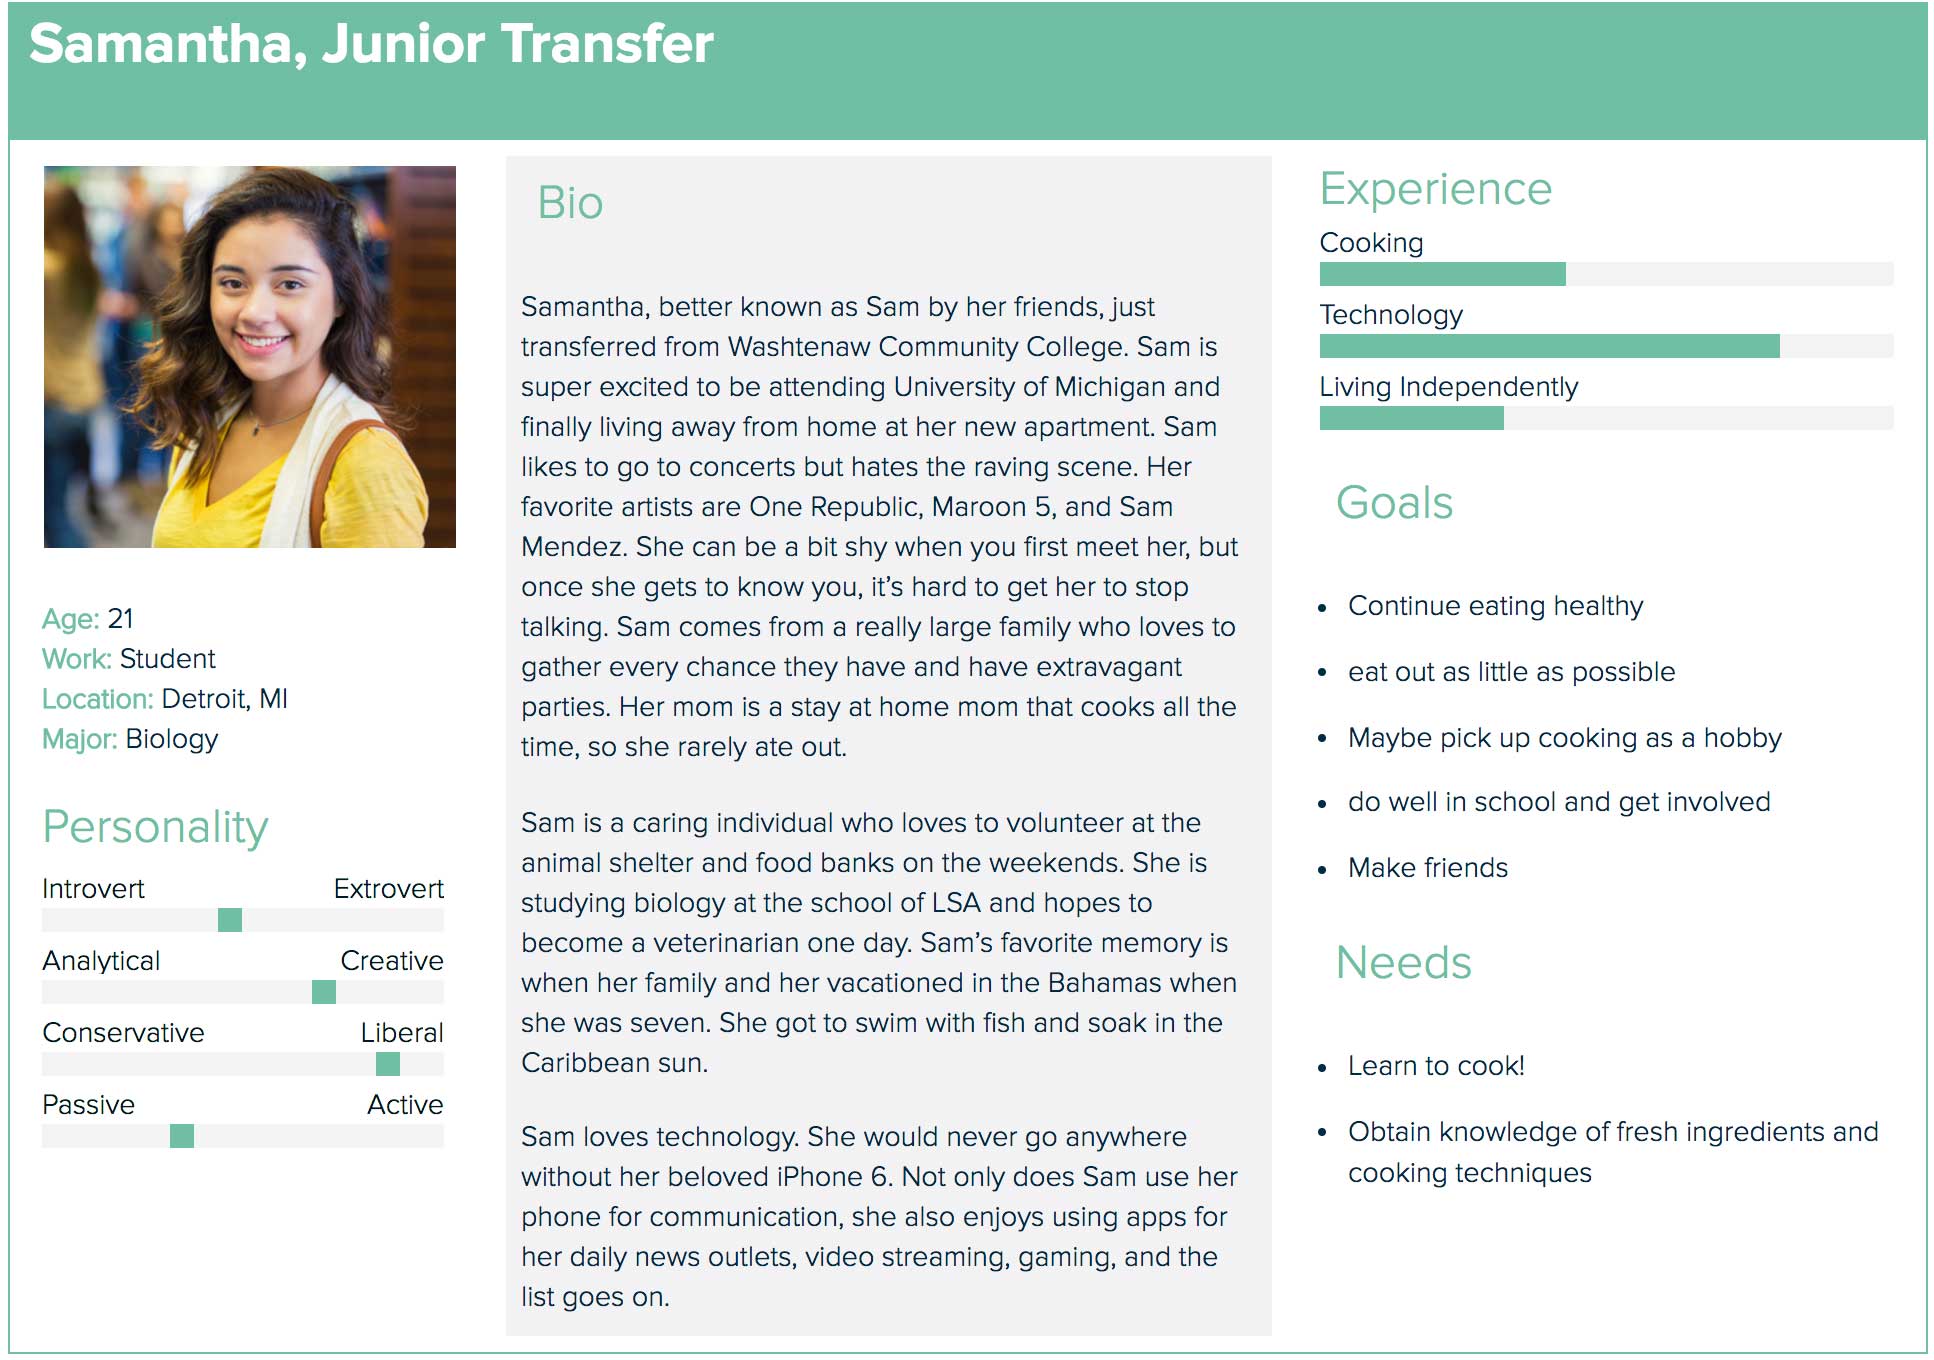 Samantha, Junior Transfer
Age: 21
Work: Student
Location: Detroit, MI
Major: Biology
Personality
Introvert Extrovert
Analytical Creative
Conservative Liberal
Passive Active
Bio
Samantha, better known as Sam by her friends, just
transferred from Washtenaw Community College. Sam is
super excited to be attending University of Michigan and
finally living away from home at her new apartment. Sam
likes to go to concerts but hates the raving scene. Her
favorite artists are One Republic, Maroon 5, and Sam
Mendez. She can be a bit shy when you first meet her, but
once she gets to know you, it’s hard to get her to stop
talking. Sam comes from a really large family who loves to
gather every chance they have and have extravagant
parties. Her mom is a stay at home mom that cooks all the
time, so she rarely ate out.
Sam is a caring individual who loves to volunteer at the
animal shelter and food banks on the weekends. She is
studying biology at the school of LSA and hopes to
become a veterinarian one day. Sam’s favorite memory is
when her family and her vacationed in the Bahamas when
she was seven. She got to swim with fish and soak in the
Caribbean sun.
Sam loves technology. She would never go anywhere
without her beloved iPhone 6. Not only does Sam use her
phone for communication, she also enjoys using apps for
her daily news outlets, video streaming, gaming, and the
list goes on.
Experience
Cooking
Technology
Living Independently
Goals
• Continue eating healthy
• eat out as little as possible
• Maybe pick up cooking as a hobby
• do well in school and get involved
• Make friends
Needs
• Learn to cook!
• Obtain knowledge of fresh ingredients and
cooking techniques